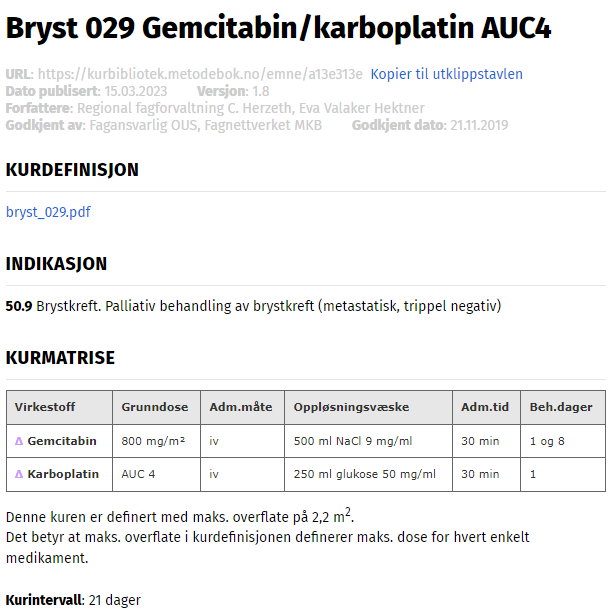 Bryst 029 Gemcitabin/karboplatin AUC4
URL: https://kurbibliotek.metodebok.no/emne/a13e313e Kopier til utklippstavlen
Dato publisert: 15.03.2023 Versjon: 1.8
Forfattere: Regional fagforvaltning C. Herzeth, Eva Valaker Hektner
Godkjent av: Fagansvarlig OUS, Fagnettverket MKB Godkjent dato: 21.11.2019
KURDEFINISJON
bryst_029.pdf
INDIKASJON
50.9 Brystkreft. Palliativ behandling av brystkreft (metastatisk, trippel negativ)
KURMATRISE
Virkestoff Grunndose Adm.måte Oppløsningsvæske Adm.tid Beh.dager
Δ Gemcitabin 800 mg/m² iv 500 ml NaCl 9 mg/ml 30 min 1 og 8
Δ Karboplatin AUC 4 iv 250 ml glukose 50 mg/ml 30 min 1
Denne kuren er definert med maks. overflate på 2,2 m².
Det betyr at maks. overflate i kurdefinisjonen definerer maks. dose for hvert enkelt
medikament.
Kurintervall: 21 dager